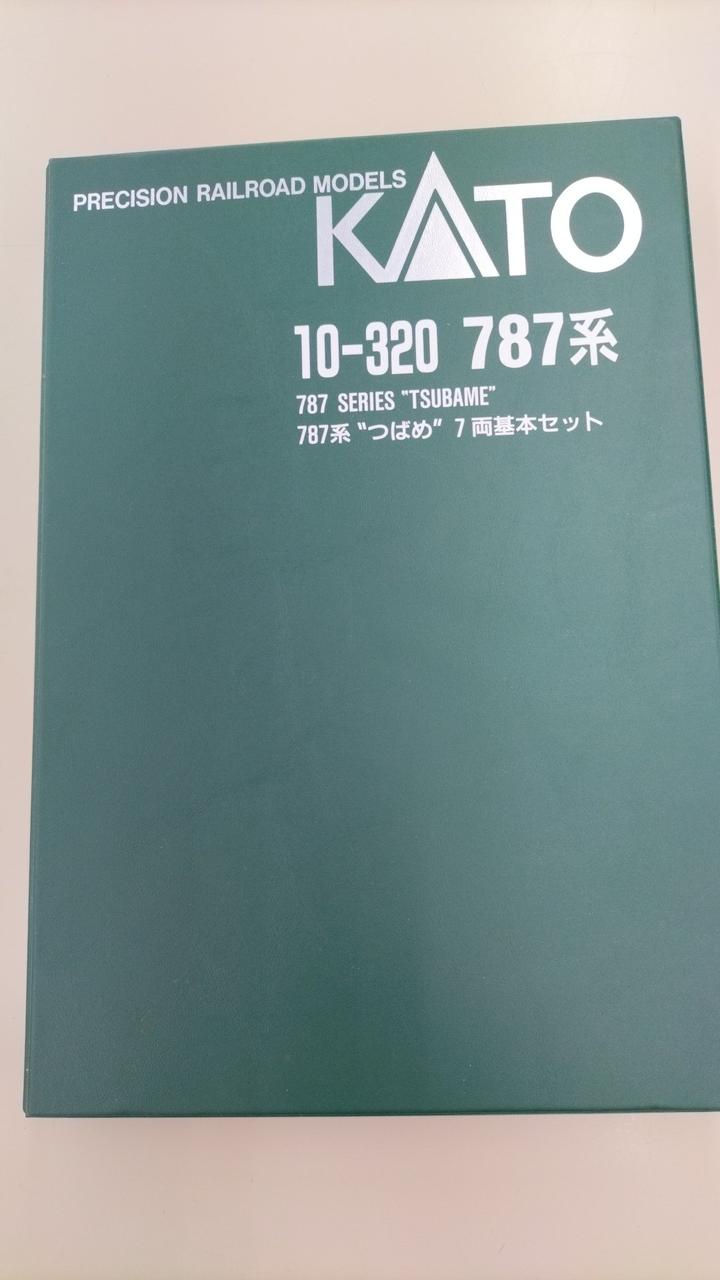 PRECISION RAILROAD MODELS
KATO
10-320 787系
787 SERIES "TSUBAME"
787系 "つばめ" 7両基本セット